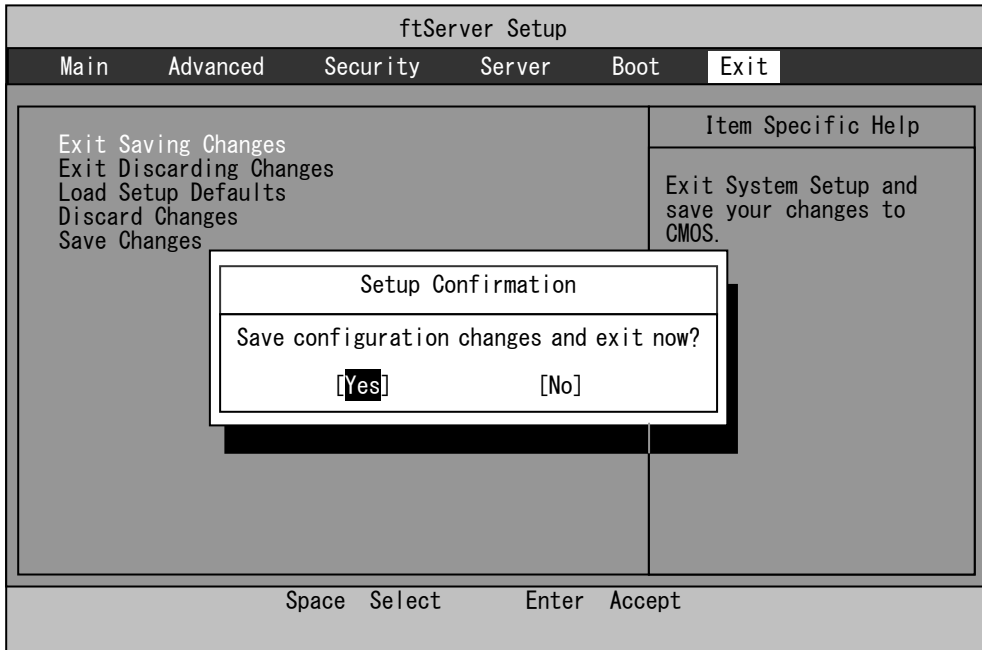 ftServer Setup
Main Advanced Security Server Boot Exit
Exit Saving Changes
Exit Discarding Changes
Load Setup Defaults
Discard Changes
Save Changes
Item Specific Help
Exit System Setup and
save your changes to
CMOS.
Setup Confirmation
Save configuration changes and exit now?
[Yes] [No]
Space Select Enter Accept